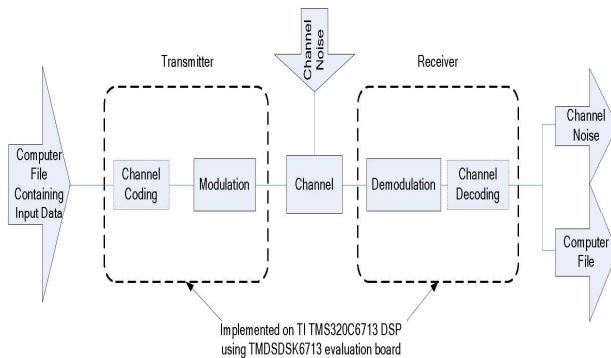 Transmitter
Channel
Noise
Receiver
Computer
File
Containing
Input Data
Channel
Coding
Modulation
Channel
Demodulation
Channel
Decoding
Channel
Noise
Computer
File
Implemented on TI TMS320C6713 DSP
using TMDSDSK6713 evaluation board